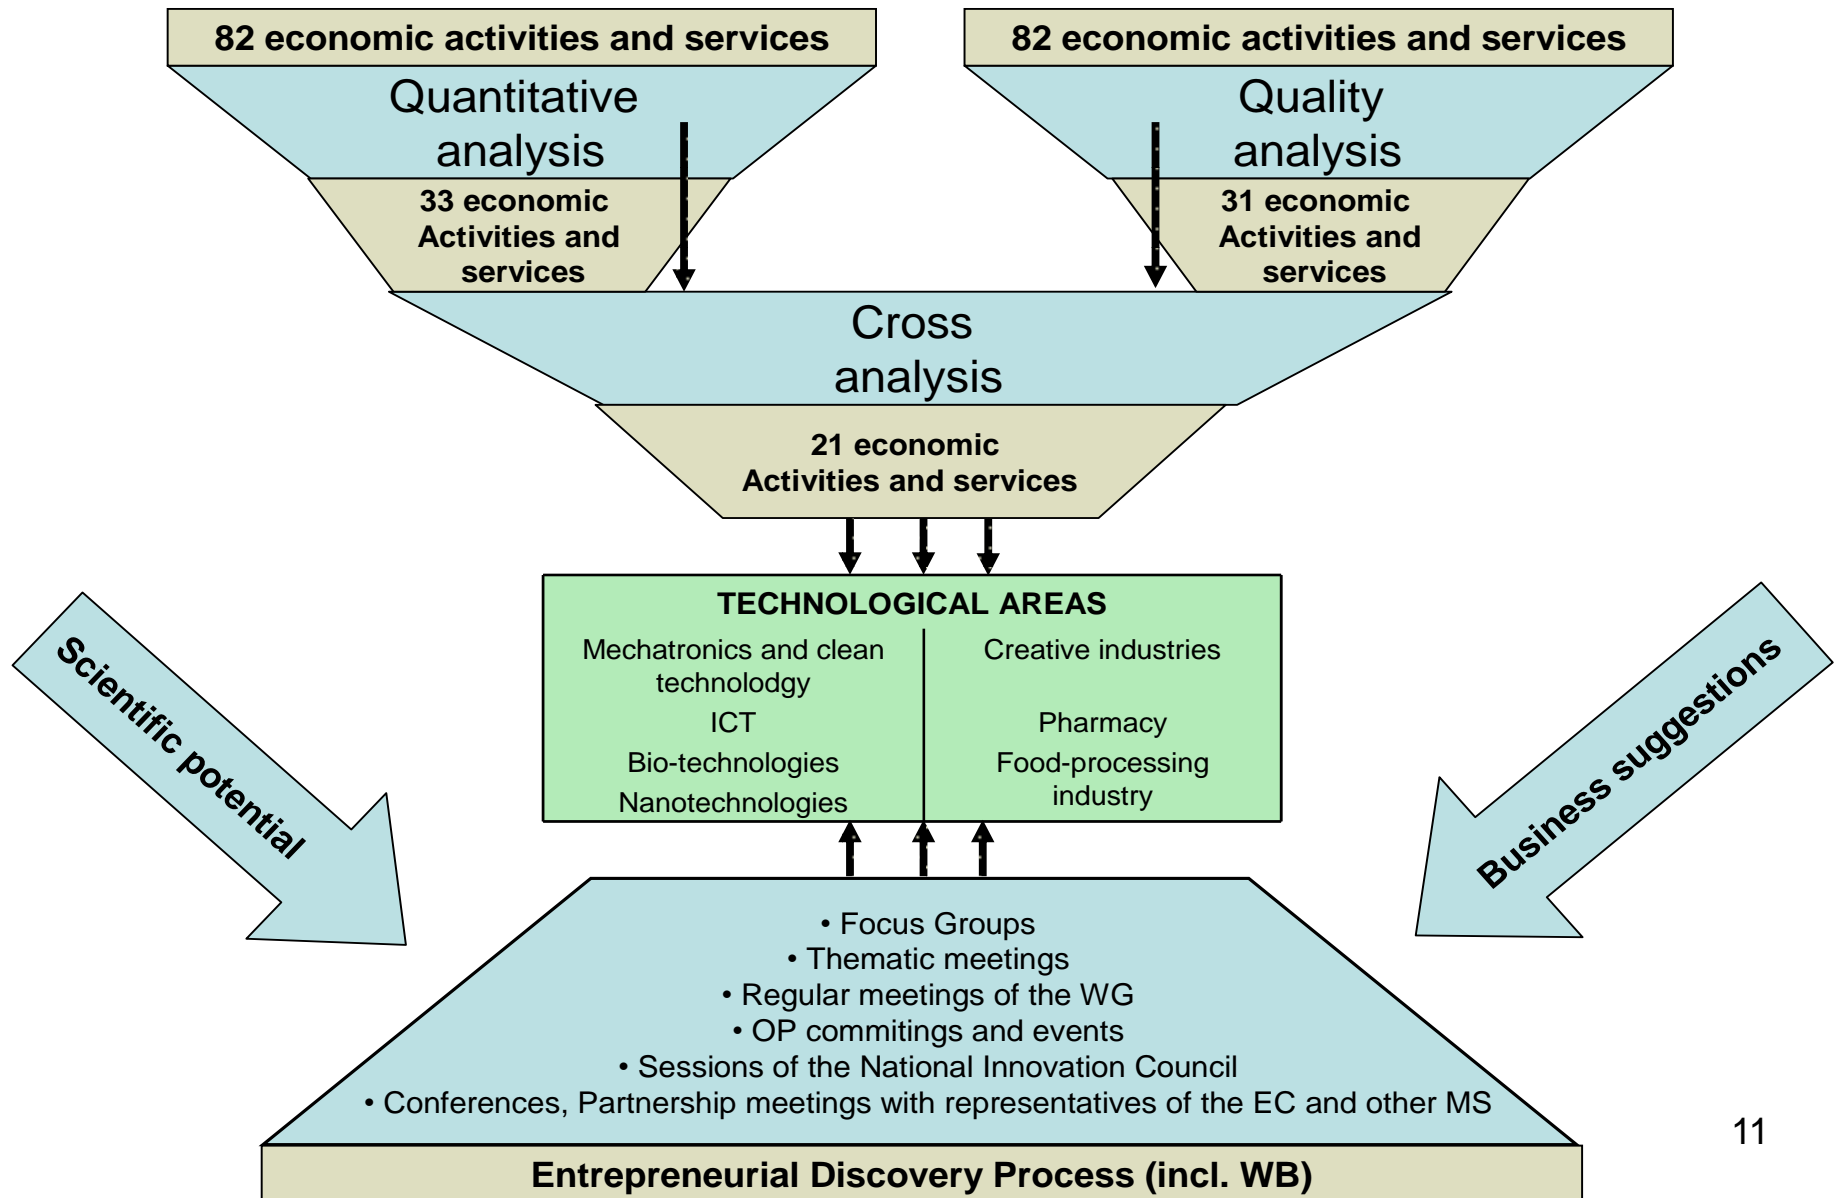 82 economic activities and services
82 economic activities and services
Quantitative
analysis
Quality
analysis
33 economic
Activities and
services
31 economic
Activities and
services
Cross
analysis
21 economic
Activities and services
TECHNOLOGICAL AREAS
Mechatronics and clean
technolodgy
ICT
Bio-technologies
Nanotechnologies
Creative industries
Pharmacy
Food-processing
industry
Scientific potential
Business suggestions
• Focus Groups
• Thematic meetings
• Regular meetings of the WG
• OP commitings and events
• Sessions of the National Innovation Council
• Conferences, Partnership meetings with representatives of the EC and other MS
Entrepreneurial Discovery Process (incl. WB)
11